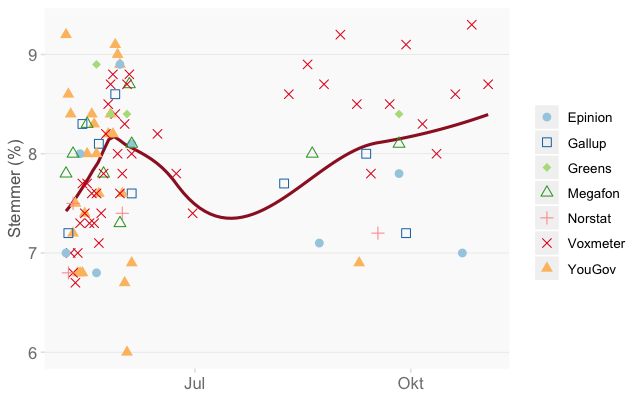 Stemmer (%)
9
8
7
6
Jul
Okt
Epinion
Gallup
Greens
Megafon
Norstat
Voxmeter
YouGov